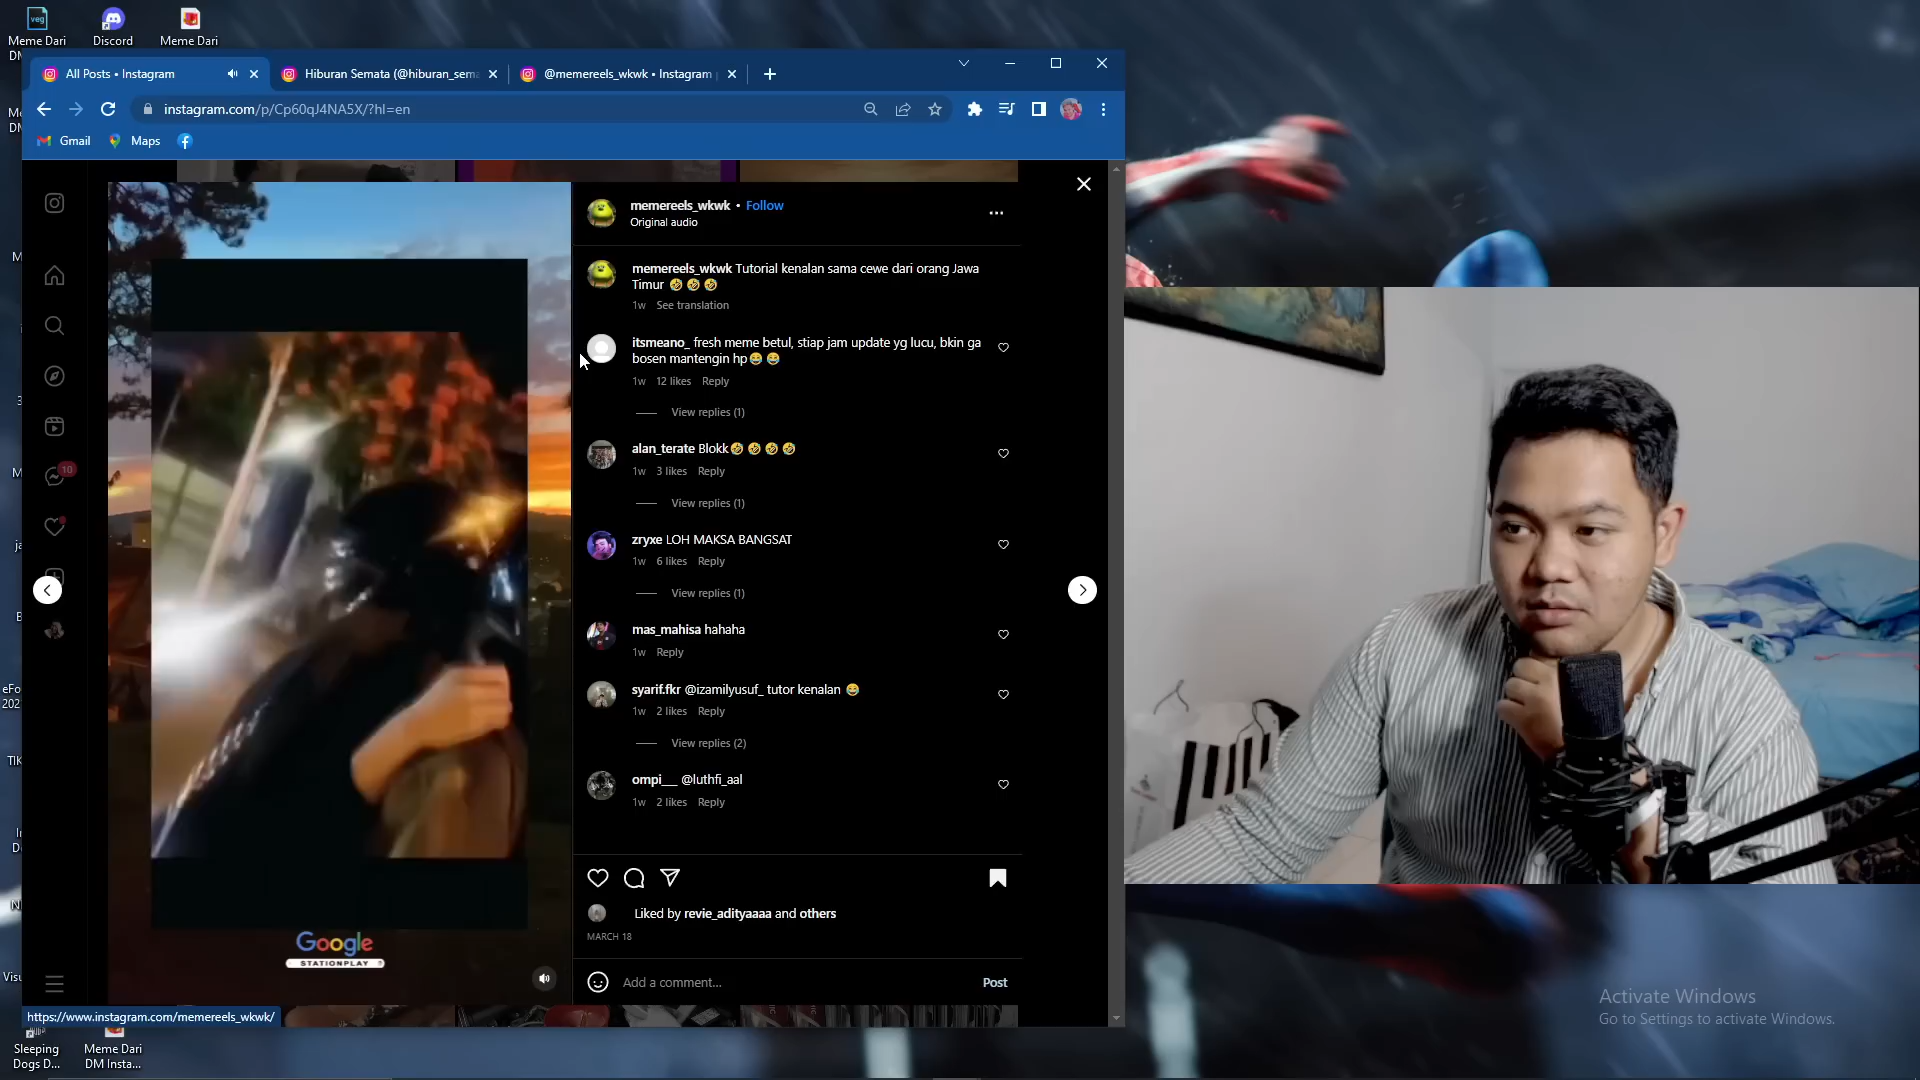 Meme Dari
Discord
Meme Dari
All Posts • Instagram
Hiburan Semata (@hiburan_sema
@memereels_wkwk • Instagram
instagram.com/p/Cp60qJ4NA5X/?hl=en
Gmail
Maps
memereels_wkwk • Follow
Original audio
memereels_wkwk Tutorial kenalan sama cewe dari orang Jawa
Timur 🤣🤣🤣
1w See translation
itsmeano_ fresh meme betul, stiap jam update yg lucu, bkin ga
bosen mantengin hp😂😂
1w 12 likes Reply
View replies (1)
alan_terate Blokk🤣🤣🤣🤣
1w 3 likes Reply
View replies (1)
zryxe LOH MAKSA BANGSAT
1w 6 likes Reply
View replies (1)
mas_mahisa hahaha
1w Reply
syarif.fkr @izamilyusuf_ tutor kenalan 😂
1w 2 likes Reply
View replies (2)
ompi___ @luthfi_aal
1w 2 likes Reply
10
Liked by revie_adityaaaa and others
MARCH 18
Add a comment...
Post
Google
STATIONPLAY
https://www.instagram.com/memereels_wkwk/
Sleeping
Dogs D...
Meme Dari
DM Insta...
Activate Windows
Go to Settings to activate Windows.